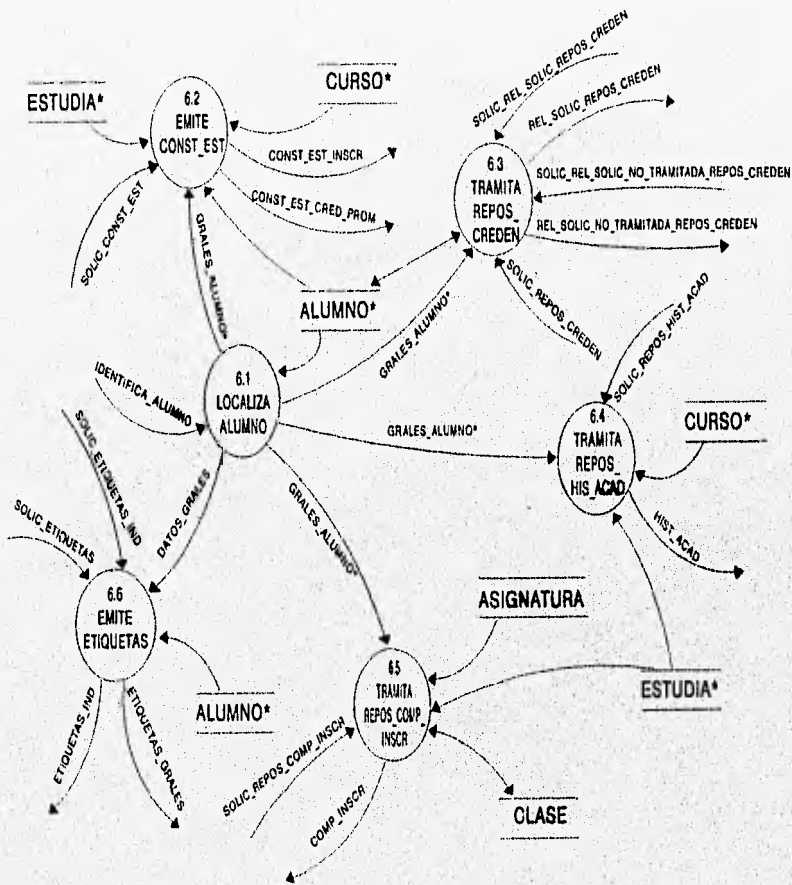 SOLIC_REL_SOLIC_REPOS_CREDEN
REL_SOLIC_REPOS_CREDEN
CURSO*
ESTUDIA*
6.2
EMITE
CONST_EST
CONST_EST_INSCR
CONST_EST_CRED_PROM
SOLIC_CONST_EST
6.3
TRAMITA
REPOS_
CREDEN
SOLIC_REL_SOLIC_NO_TRAMITADA_REPOS_CREDEN
REL_SOLIC_NO_TRAMITADA_REPOS_CREDEN
GRALES_ALUMNO*
ALUMNO*
GRALES_ALUMNO*
SOLIC_REPOS_CREDEN
SOLIC_REPOS_HIST_ACAD
IDENTIFICA_ALUMNO
6.1
LOCALIZA
ALUMNO
GRALES_ALUMNO*
6.4
TRAMITA
REPOS_
HIS_ACAD
CURSO*
HIST_ACAD
SOLIC_ETIQUETAS_IND
SOLIC_ETIQUETAS
DATOS_GRALES
GRALES_ALUMNO*
6.6
EMITE
ETIQUETAS
ASIGNATURA
ALUMNO*
6.5
TRAMITA
REPOS_COMP_
INSCR
ESTUDIA*
ETIQUETAS_IND
ETIQUETAS_GRALES
SOLIC_REPOS_COMP_INSCR
COMP_INSCR
CLASE